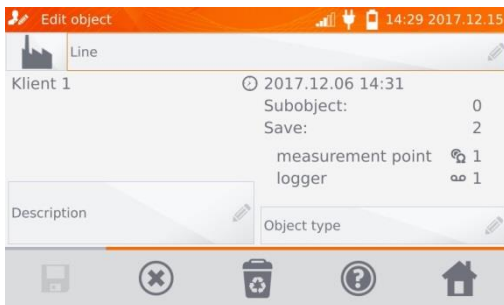 Edit object
14:29 2017.12.15
Line
Klient 1
2017.12.06 14:31
Subobject: 0
Save: 2
measurement point 1
logger 1
Description
Object type